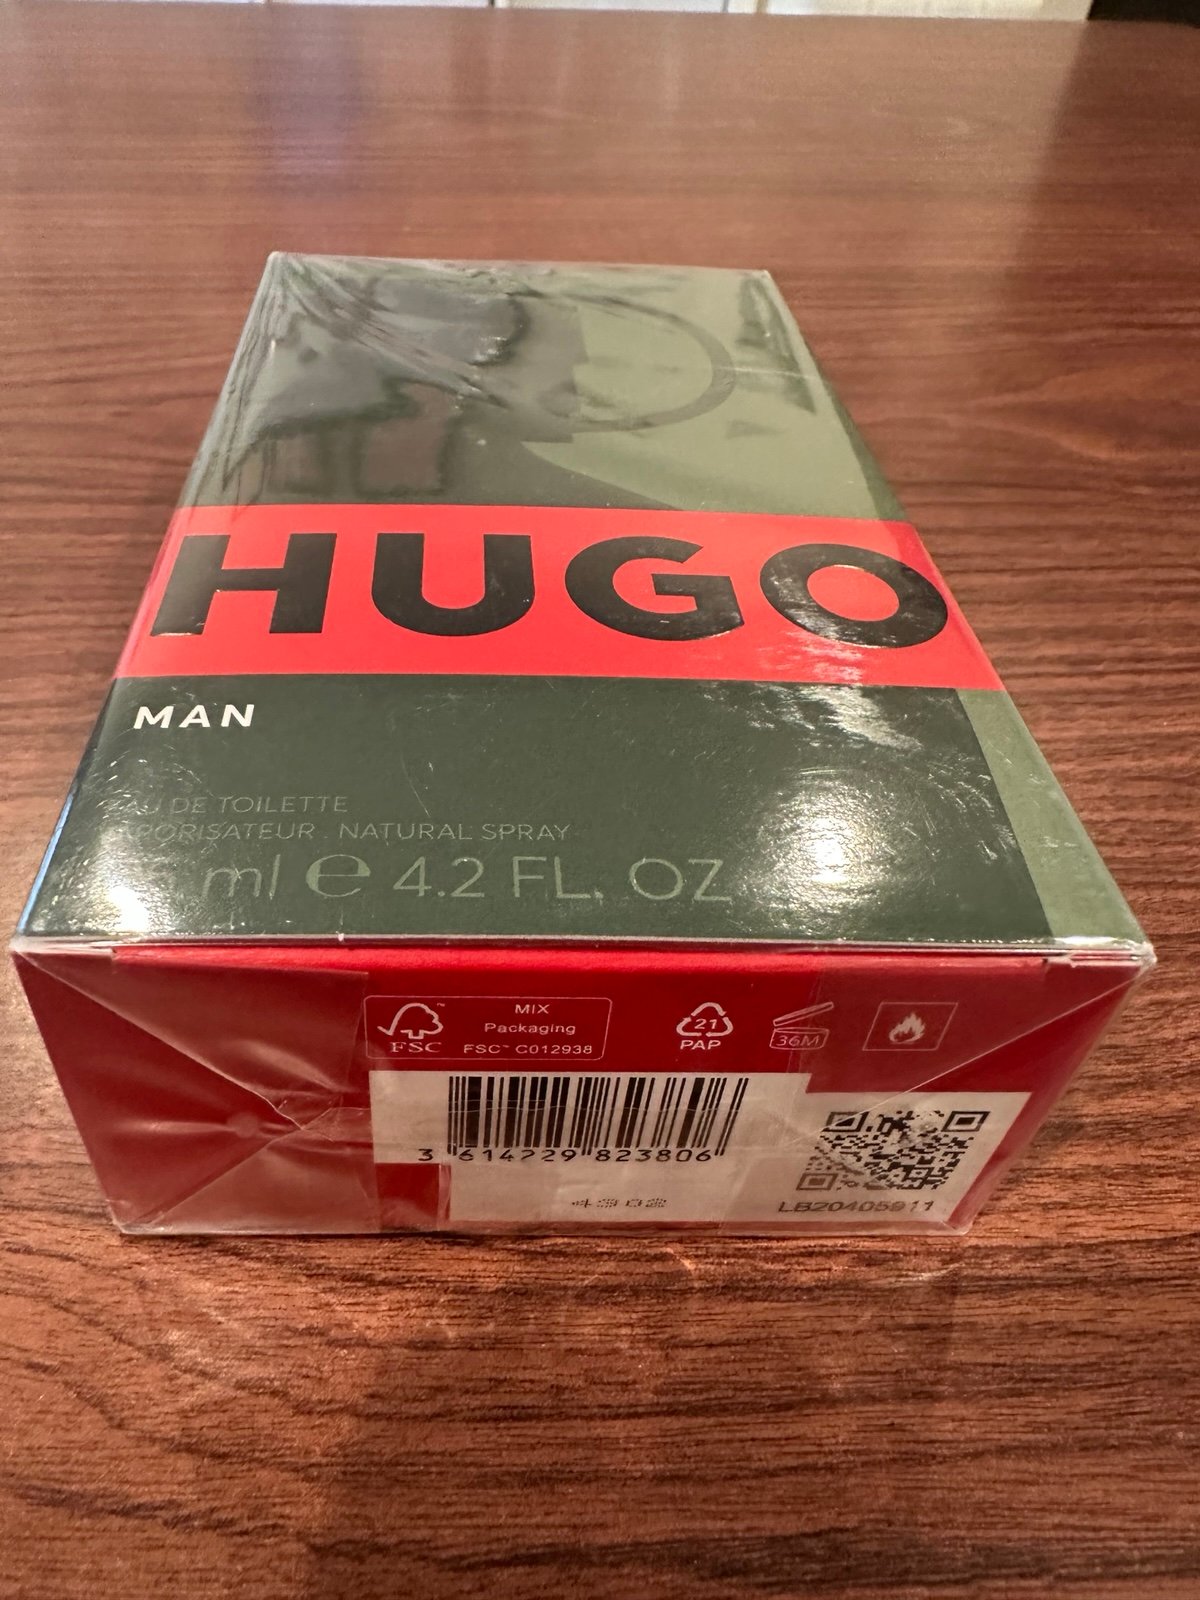 HUGO
MAN
EAU DE TOILETTE
VAPORISATEUR . NATURAL SPRAY
ml e 4.2 FL. OZ
FSC
MIX
Packaging
FSC™ C012938
21
PAP
36M
3 614229 823806
LB20405911